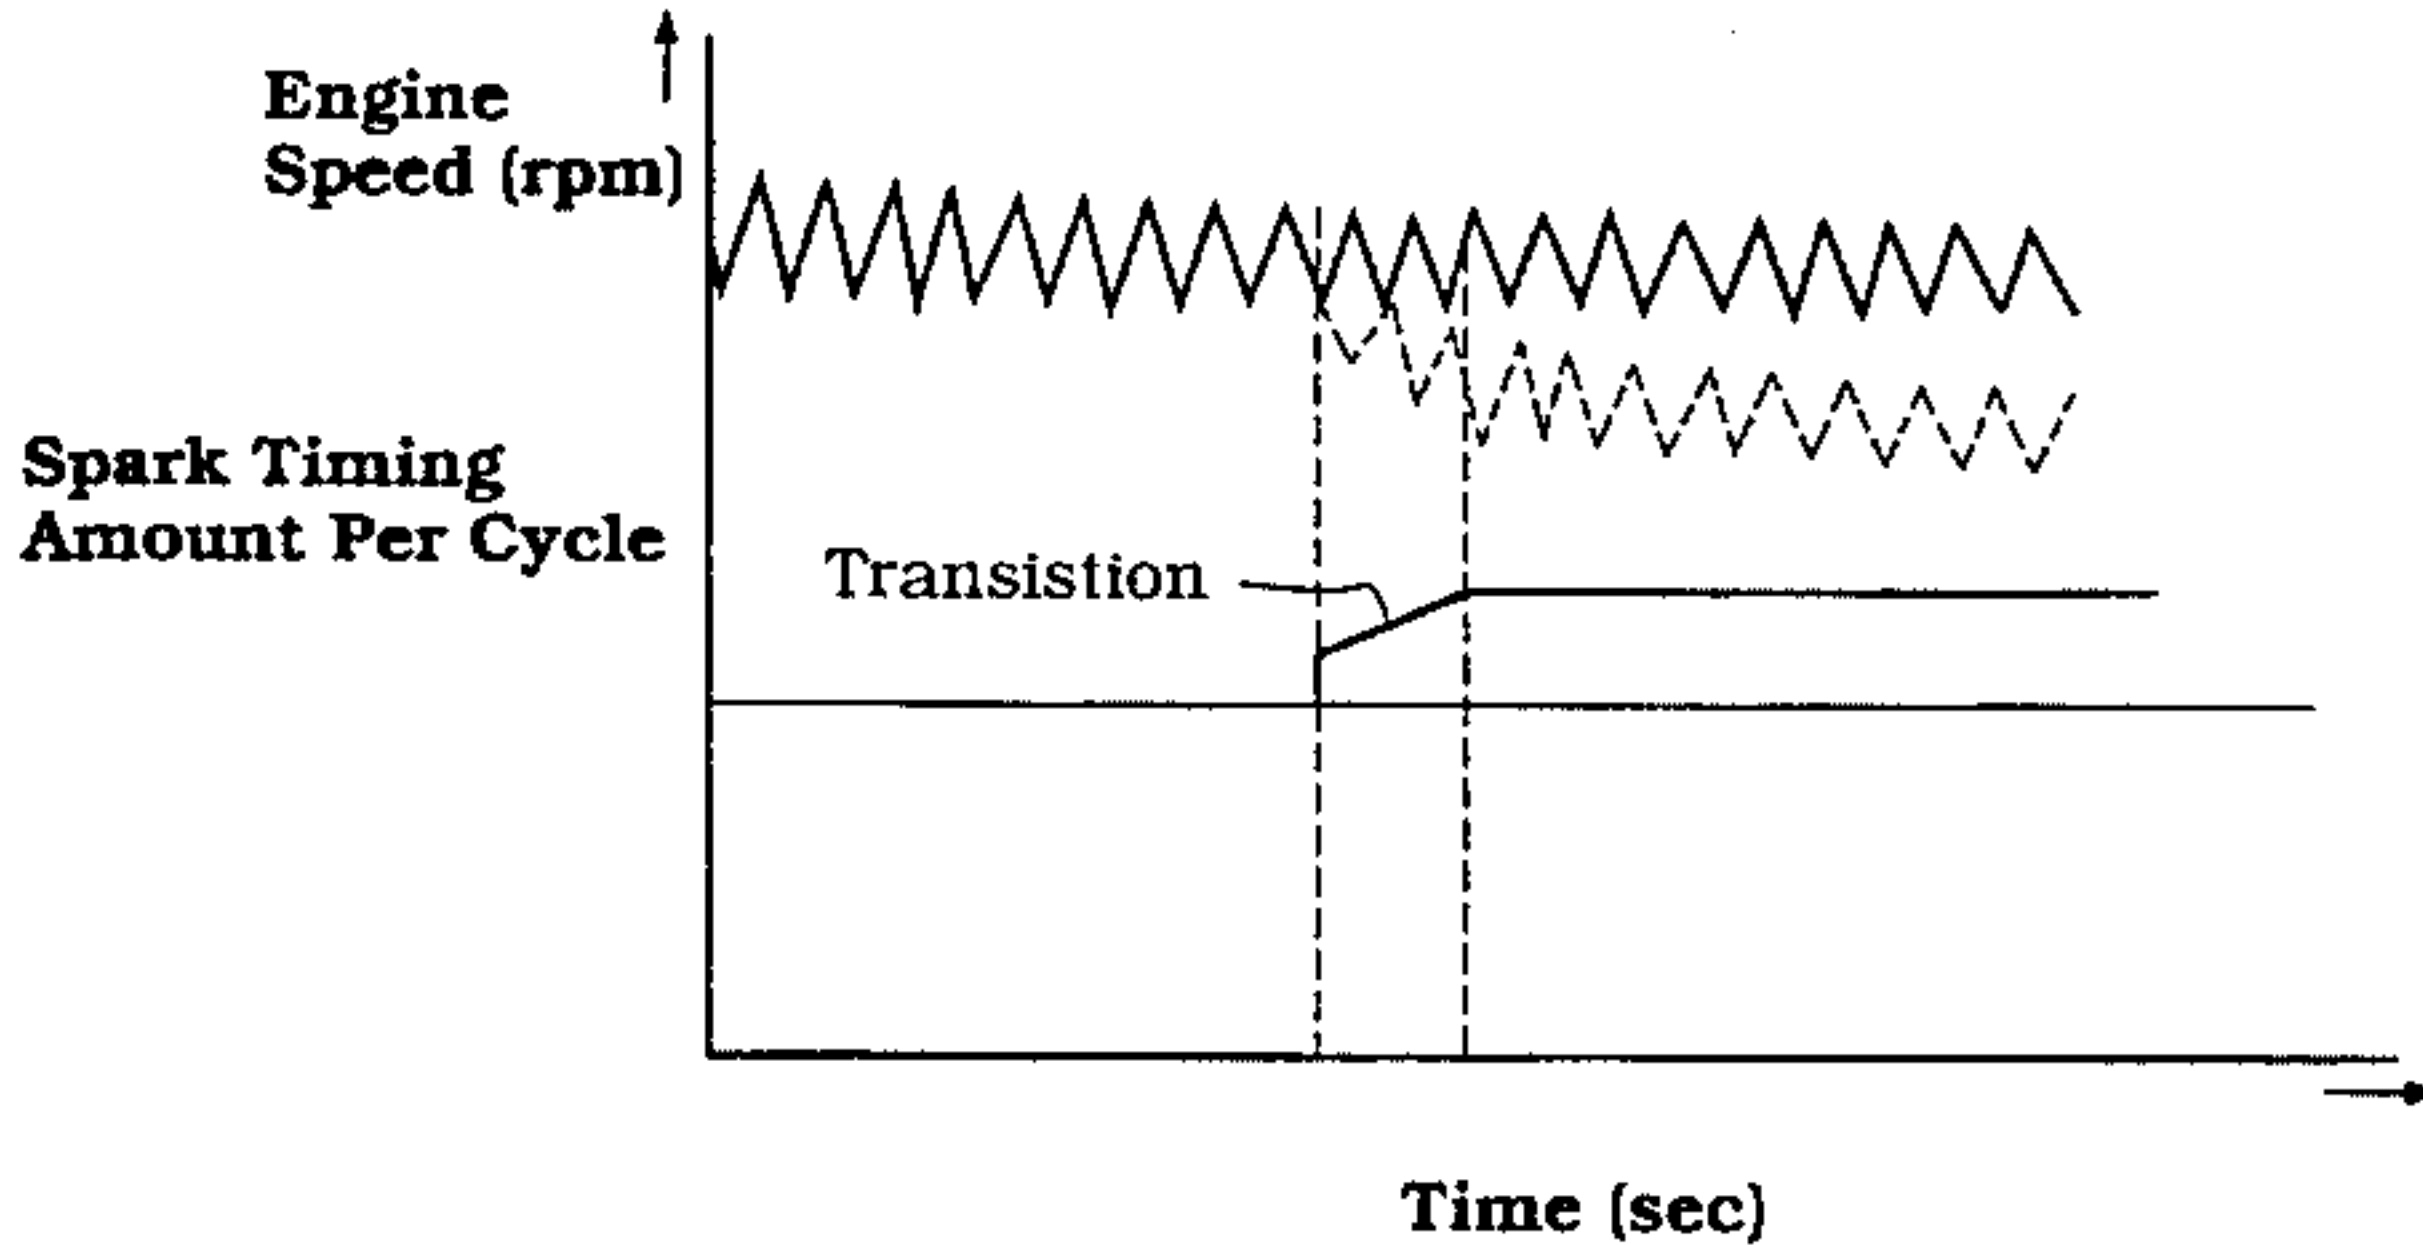 Engine
Speed (rpm)
Spark Timing
Amount Per Cycle
Transistion
Time (sec)